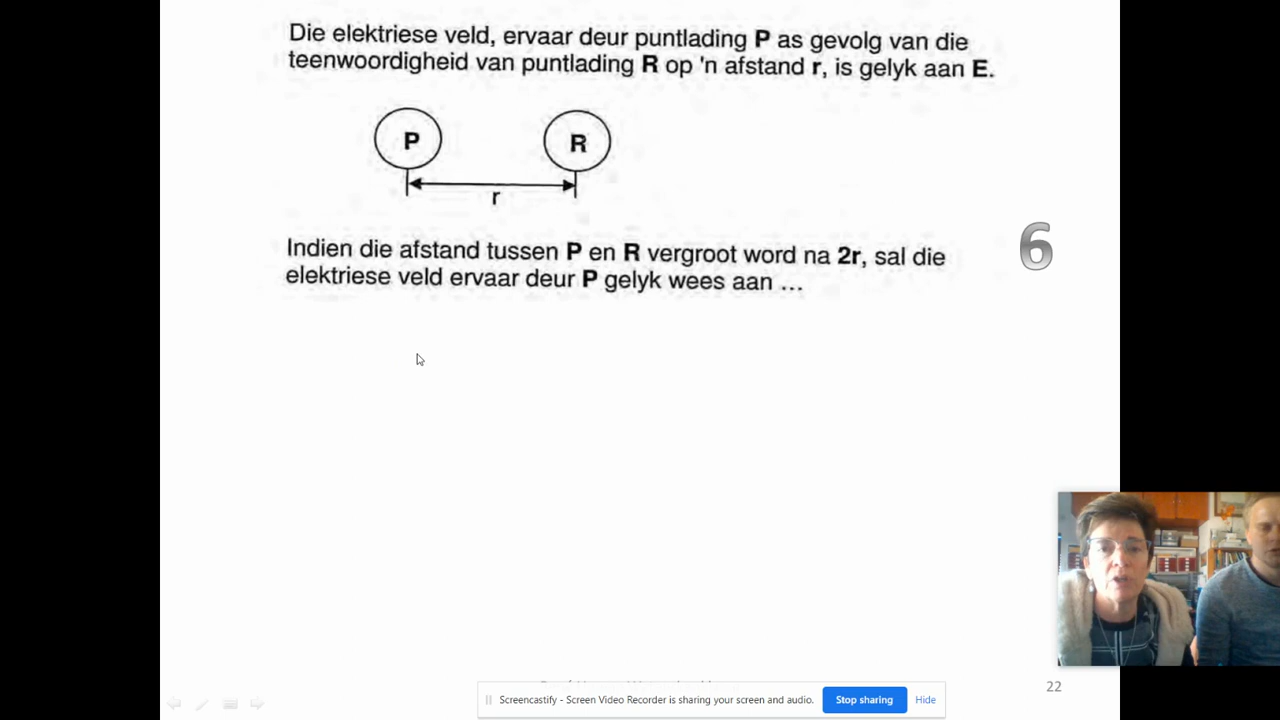 Die elektriese veld, ervaar deur puntlading P as gevolg van die
teenwoordigheid van puntlading R op 'n afstand r, is gelyk aan E.
P
R
r
Indien die afstand tussen P en R vergroot word na 2r, sal die
elektriese veld ervaar deur P gelyk wees aan ...
6
22
Screencastify - Screen Video Recorder is sharing your screen and audio.
Stop sharing
Hide